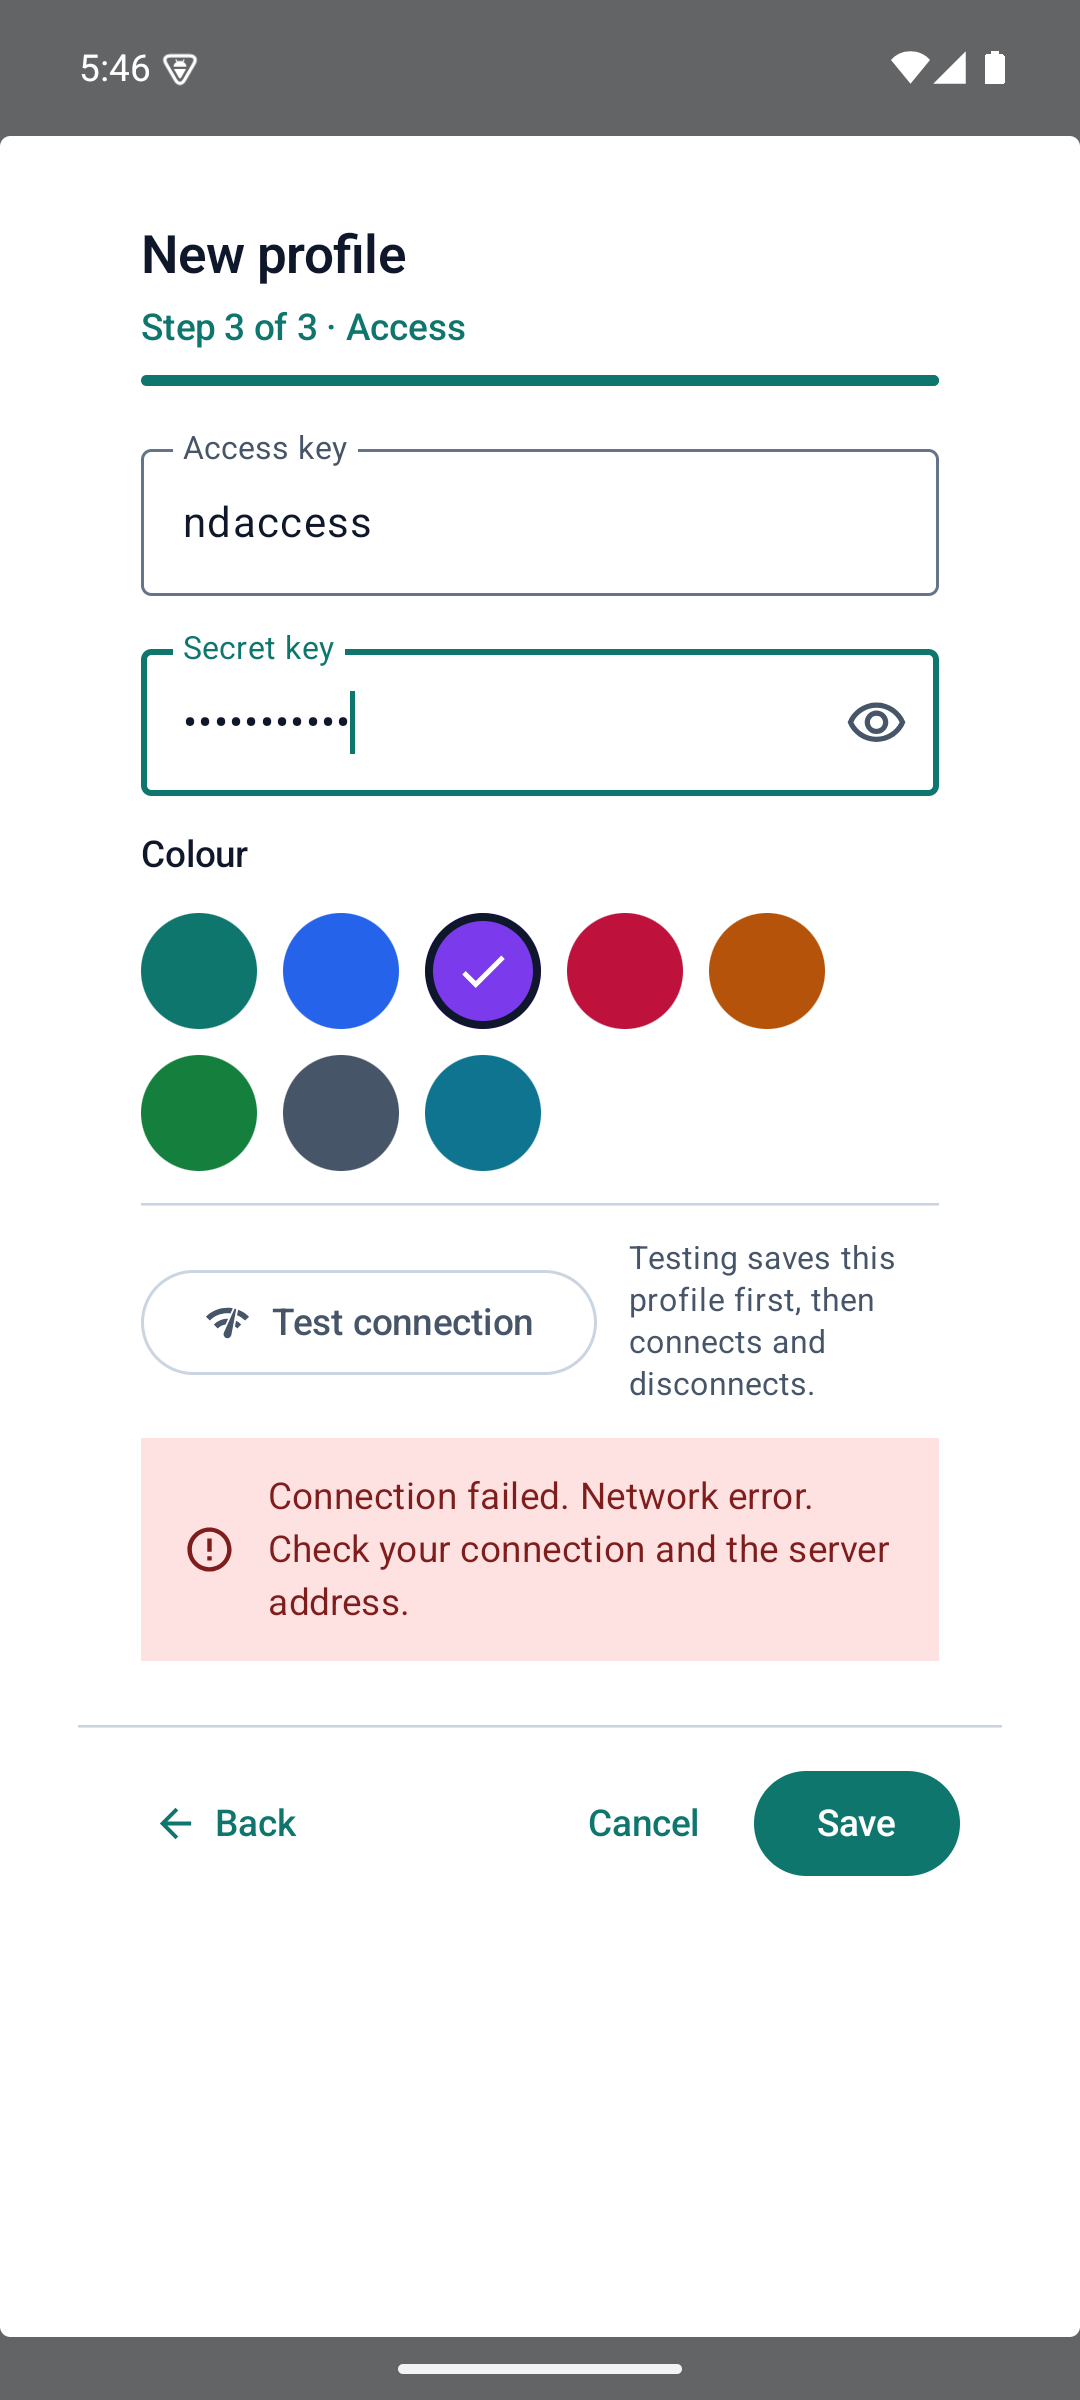 5:46
New profile
Step 3 of 3 · Access
Access key
ndaccess
Secret key
•••••••••••
Colour
Test connection
Testing saves this
profile first, then
connects and
disconnects.
Connection failed. Network error.
Check your connection and the server
address.
Back
Cancel
Save